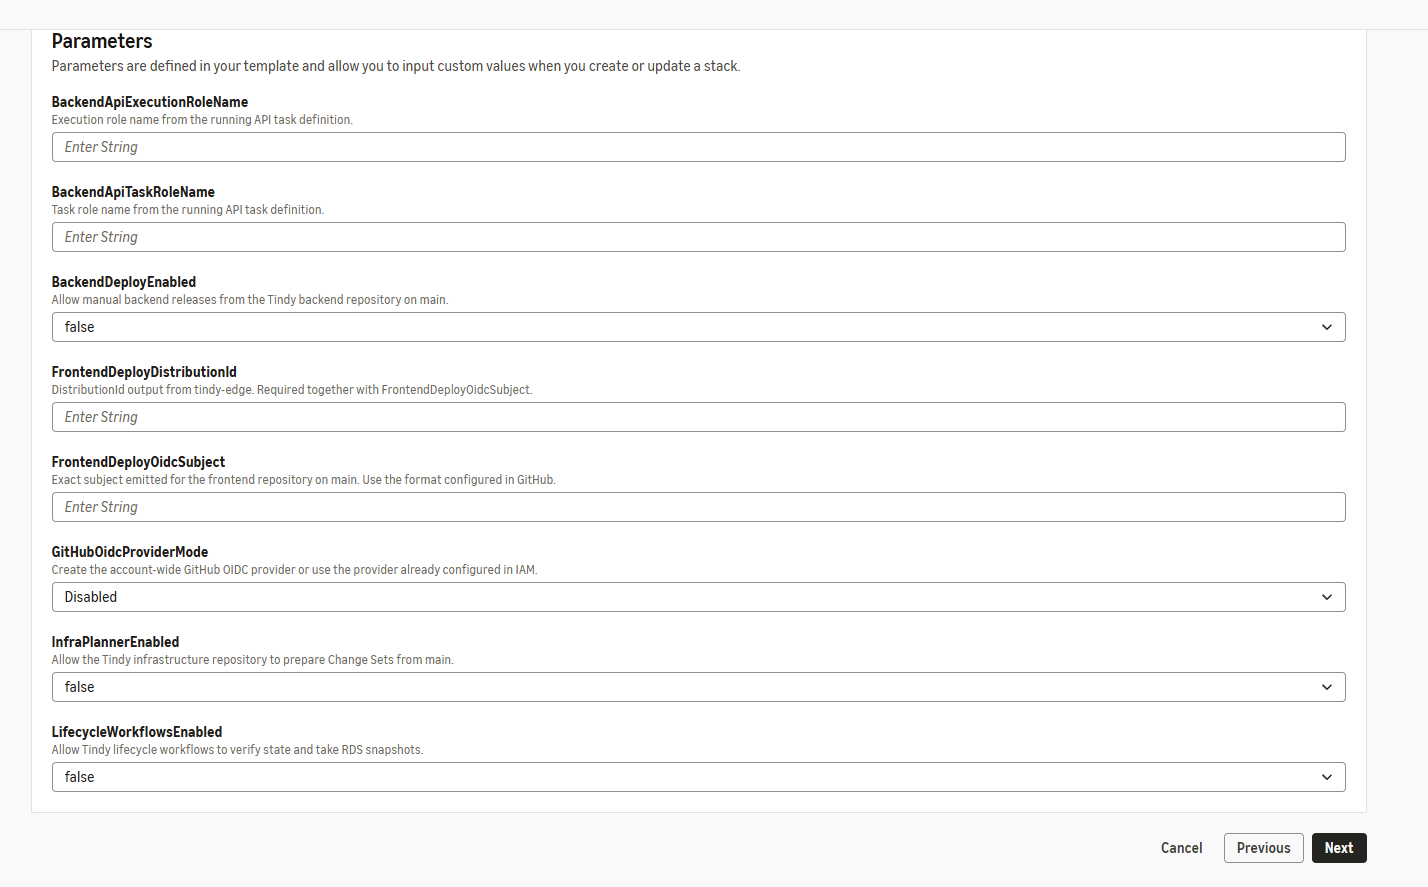 Parameters
Parameters are defined in your template and allow you to input custom values when you create or update a stack.
BackendApiExecutionRoleName
Execution role name from the running API task definition.
Enter String
BackendApiTaskRoleName
Task role name from the running API task definition.
Enter String
BackendDeployEnabled
Allow manual backend releases from the Tindy backend repository on main.
false
FrontendDeployDistributionId
DistributionId output from tindy-edge. Required together with FrontendDeployOidcSubject.
Enter String
FrontendDeployOidcSubject
Exact subject emitted for the frontend repository on main. Use the format configured in GitHub.
Enter String
GitHubOidcProviderMode
Create the account-wide GitHub OIDC provider or use the provider already configured in IAM.
Disabled
InfraPlannerEnabled
Allow the Tindy infrastructure repository to prepare Change Sets from main.
false
LifecycleWorkflowsEnabled
Allow Tindy lifecycle workflows to verify state and take RDS snapshots.
false
Cancel Previous Next